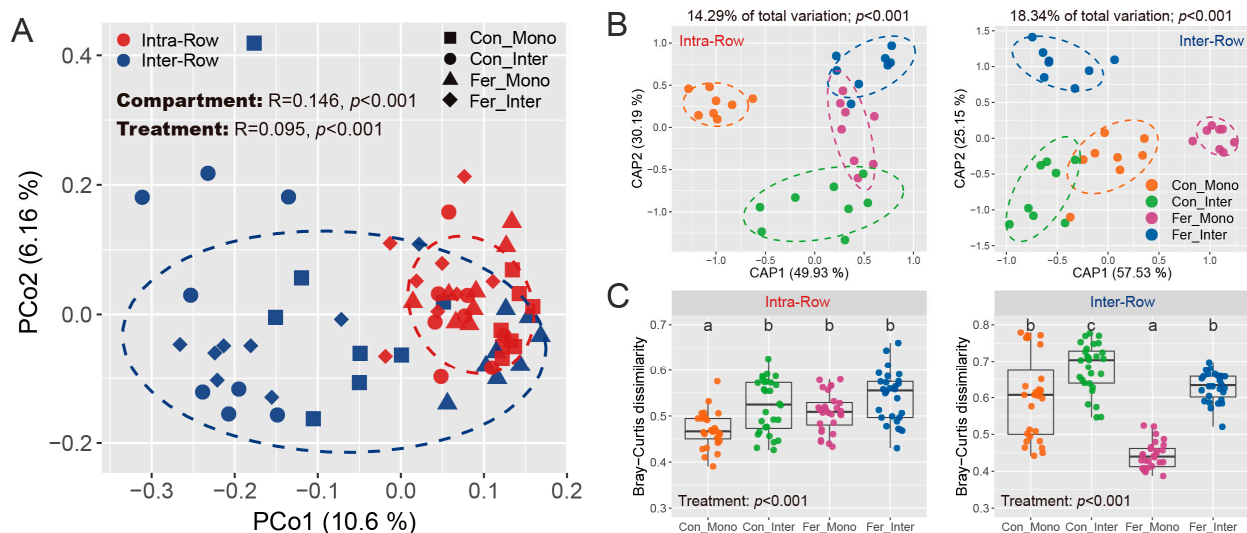 A
Intra-Row
Inter-Row
Con_Mono
Con_Inter
Fer_Mono
Fer_Inter
Compartment: R=0.146, p<0.001
Treatment: R=0.095, p<0.001
PCo2 (6.16 %)
0.4
0.2
0.0
−0.2
−0.3
−0.2
−0.1
0.0
0.1
0.2
PCo1 (10.6 %)
B
14.29% of total variation; p<0.001
Intra-Row
CAP2 (30.19 %)
1.0
0.5
0.0
−0.5
−1.0
−1.0
−0.5
0.0
0.5
1.0
CAP1 (49.93 %)
18.34% of total variation; p<0.001
Inter-Row
CAP2 (25.15 %)
1.5
1.0
0.5
0.0
−0.5
−1.0
−1.5
Con_Mono
Con_Inter
Fer_Mono
Fer_Inter
−1.0
−0.5
0.0
0.5
1.0
CAP1 (57.53 %)
C
Intra-Row
Bray−Curtis dissimilarity
0.7
0.6
0.5
0.4
0.3
a
b
b
b
Treatment: p<0.001
Con_Mono
Con_Inter
Fer_Mono
Fer_Inter
Inter-Row
Bray−Curtis dissimilarity
0.8
0.7
0.6
0.5
0.4
0.3
b
c
a
b
Treatment: p<0.001
Con_Mono
Con_Inter
Fer_Mono
Fer_Inter